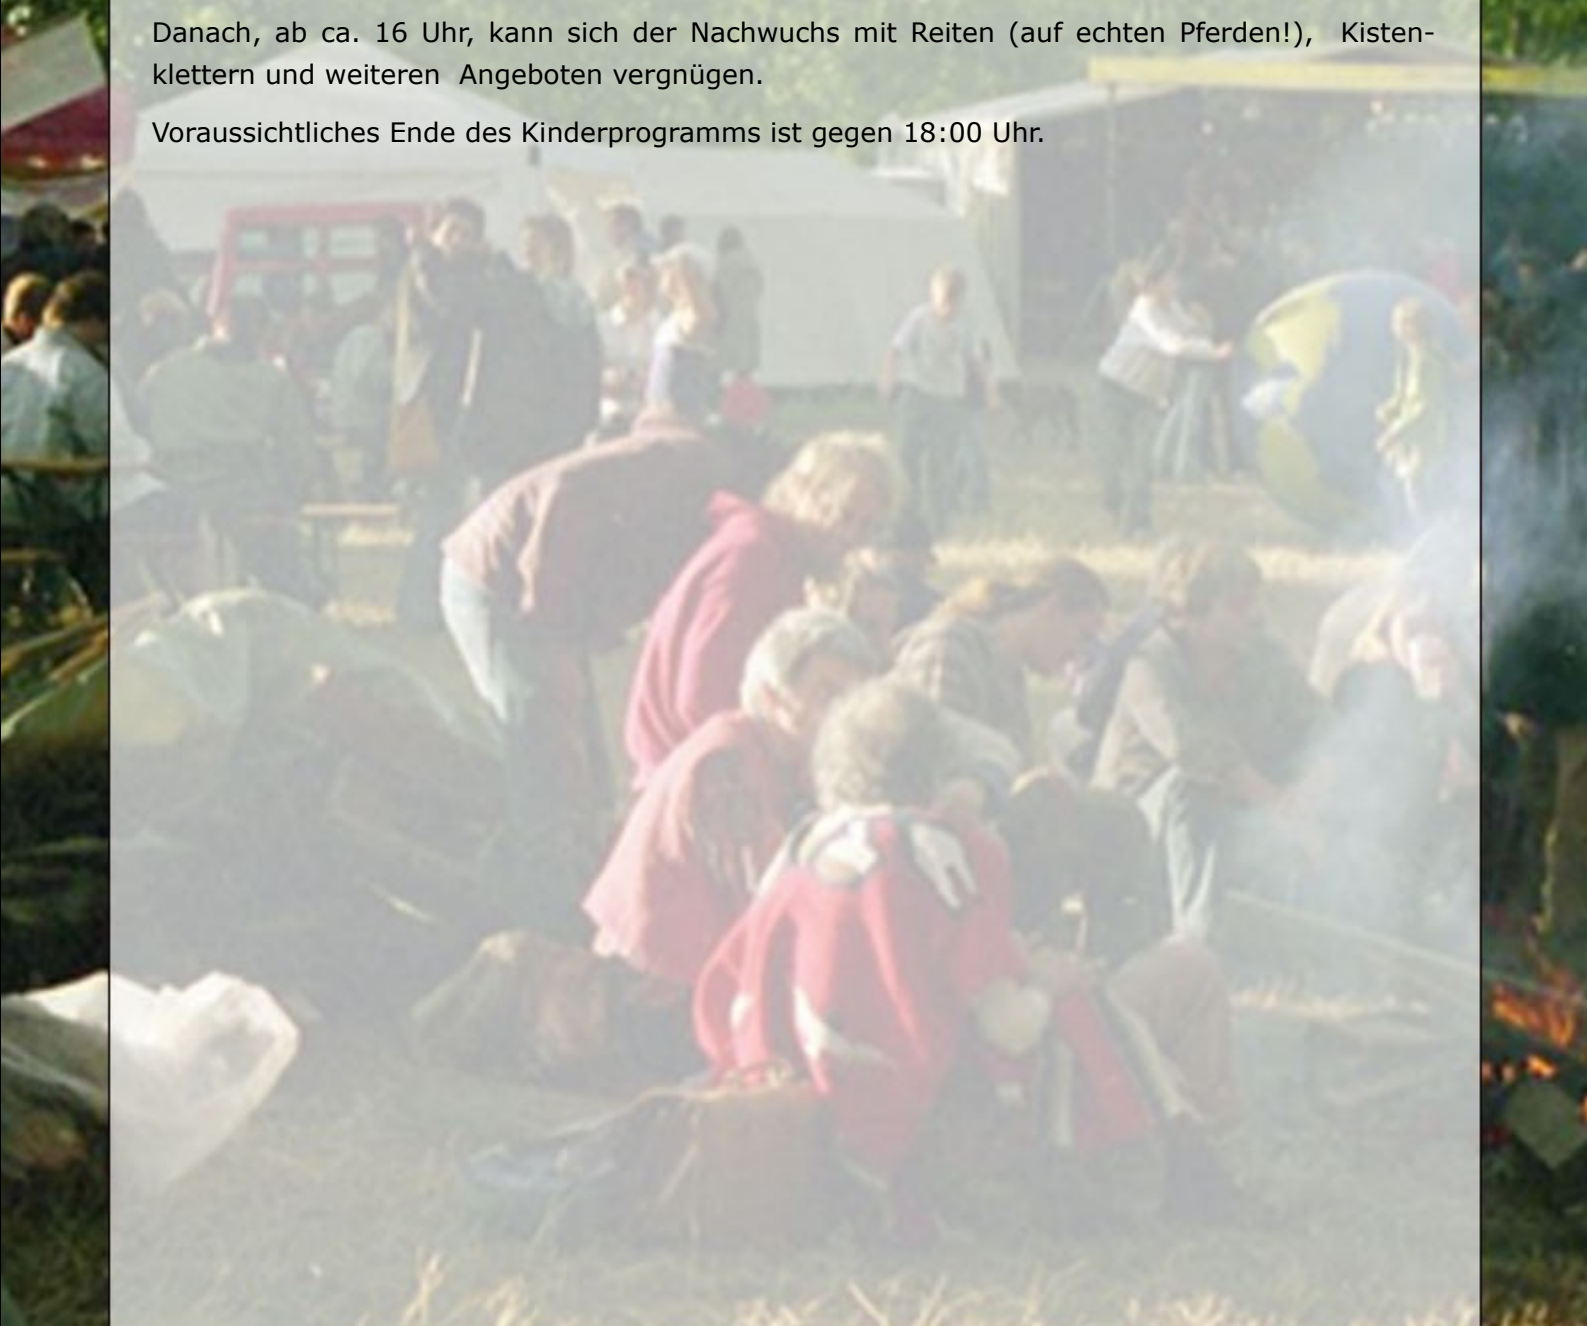 Danach, ab ca. 16 Uhr, kann sich der Nachwuchs mit Reiten (auf echten Pferden!), Kisten-
klettern und weiteren Angeboten vergnügen.
Voraussichtliches Ende des Kinderprogramms ist gegen 18:00 Uhr.